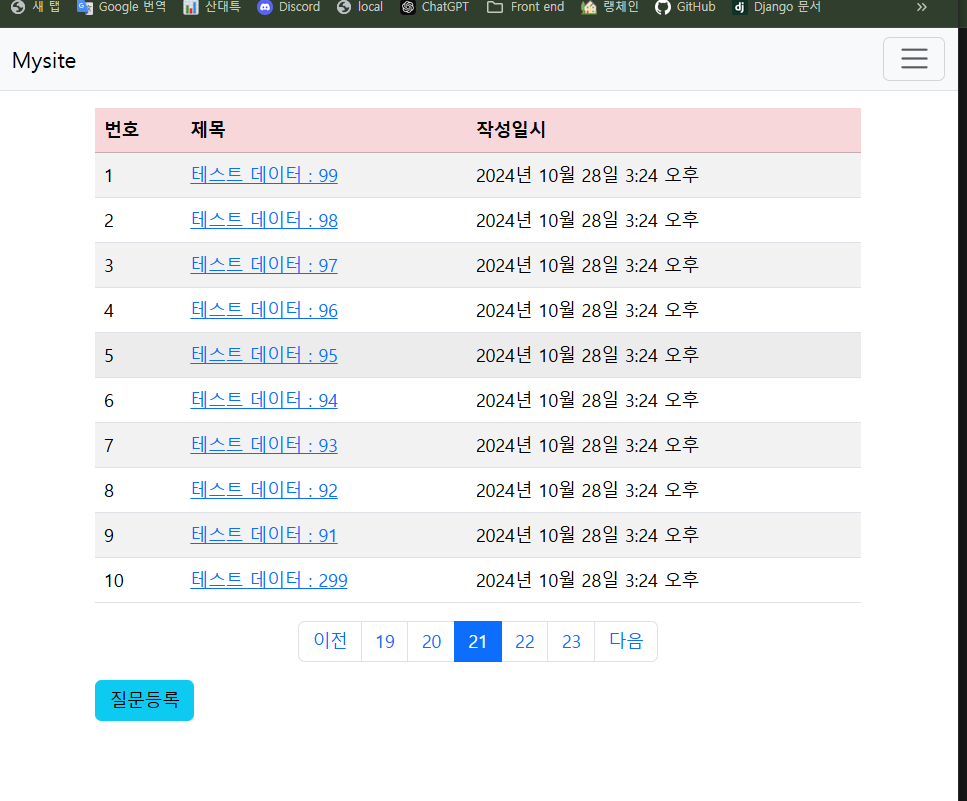 새 탭 Google 번역 산대특 Discord local ChatGPT Front end 랭체인 GitHub dj Django 문서 »
Mysite
번호 제목 작성일시
1 테스트 데이터 : 99 2024년 10월 28일 3:24 오후
2 테스트 데이터 : 98 2024년 10월 28일 3:24 오후
3 테스트 데이터 : 97 2024년 10월 28일 3:24 오후
4 테스트 데이터 : 96 2024년 10월 28일 3:24 오후
5 테스트 데이터 : 95 2024년 10월 28일 3:24 오후
6 테스트 데이터 : 94 2024년 10월 28일 3:24 오후
7 테스트 데이터 : 93 2024년 10월 28일 3:24 오후
8 테스트 데이터 : 92 2024년 10월 28일 3:24 오후
9 테스트 데이터 : 91 2024년 10월 28일 3:24 오후
10 테스트 데이터 : 299 2024년 10월 28일 3:24 오후
이전 19 20 21 22 23 다음
질문등록